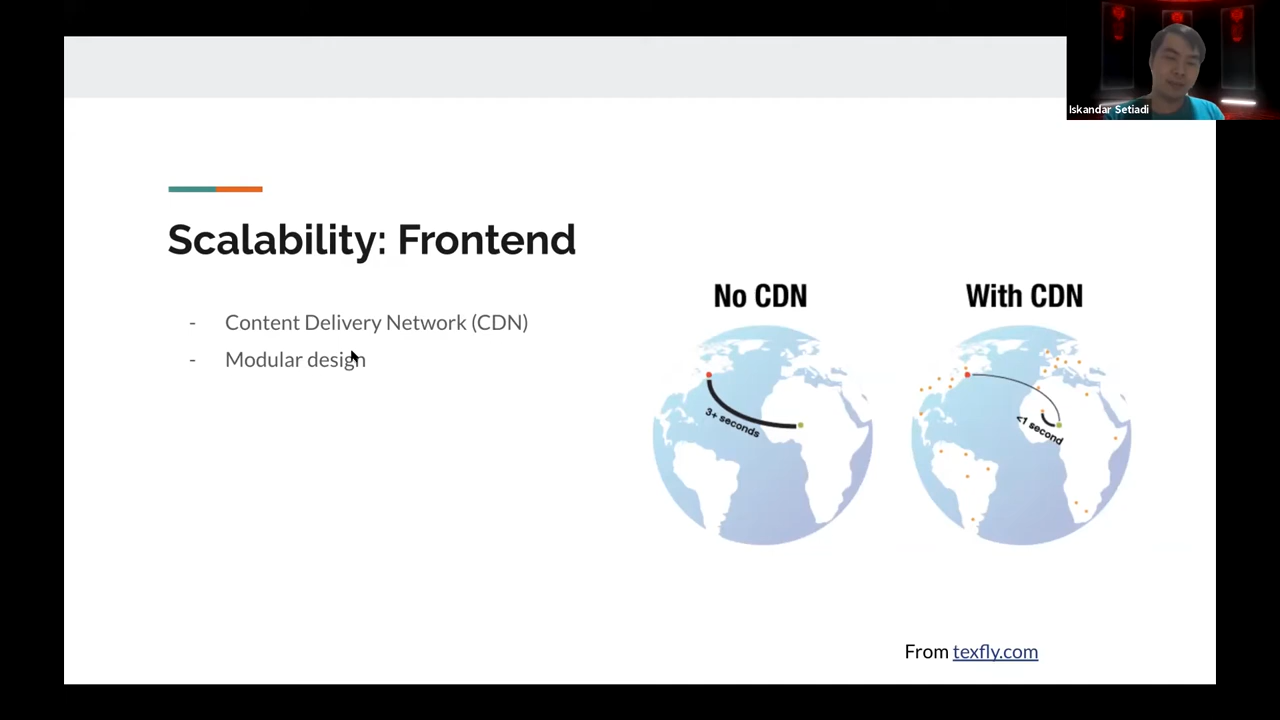 Iskandar Setiadi
Scalability: Frontend
- Content Delivery Network (CDN)
- Modular design
No CDN
3+ seconds
With CDN
<1 second
From texfly.com